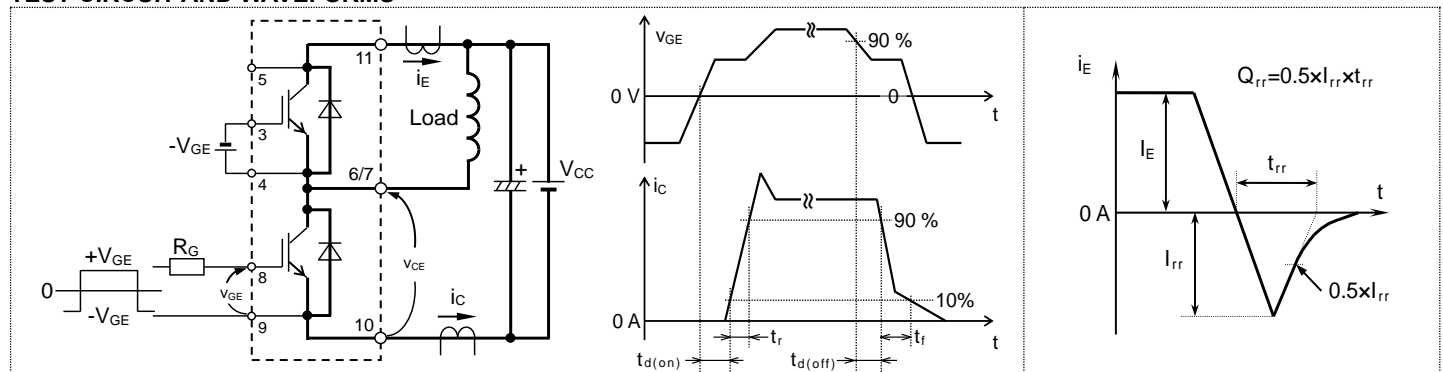 TEST CIRCUIT AND WAVEFORMS
11
iE
5
Load
3
-VGE
4
6/7
+
VCC
RG
+VGE
0
-VGE
vGE
8
9
vCE
iC
10
vGE
90 %
0 V
0
t
iC
90 %
10%
0 A
t
tr
tf
td(on)
td(off)
iE
Qrr=0.5×Irr×trr
IE
trr
t
0 A
Irr
0.5×Irr